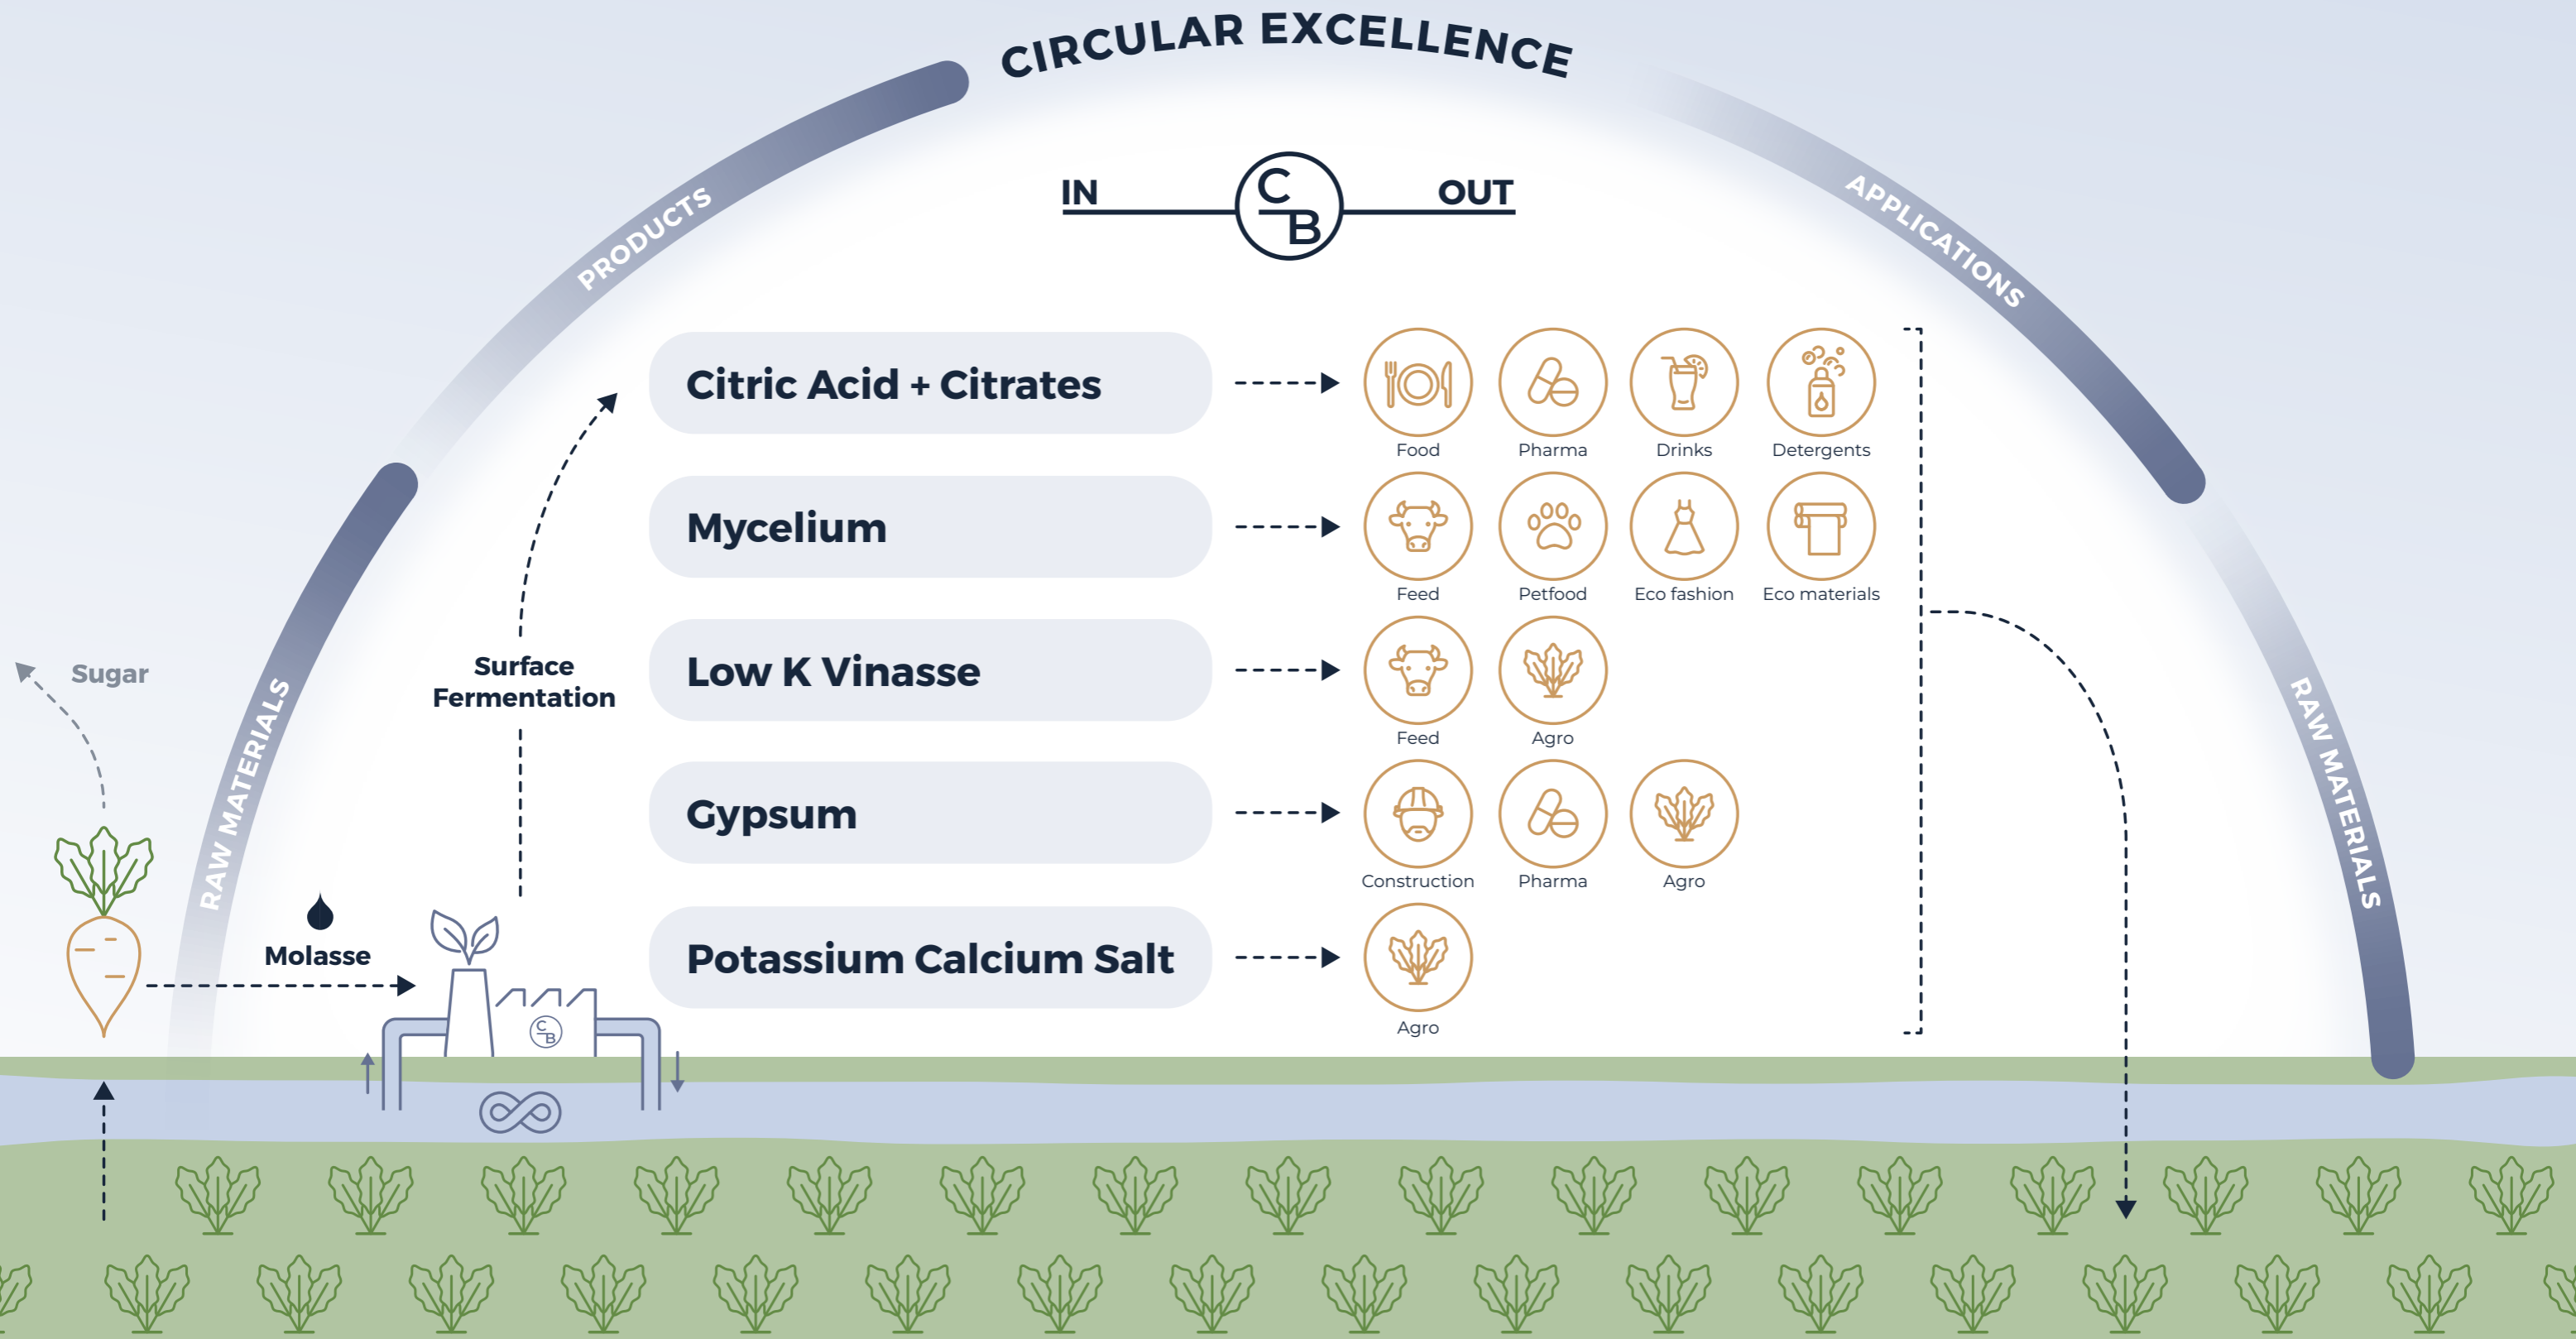 CIRCULAR EXCELLENCE
IN
C
B
OUT
PRODUCTS
APPLICATIONS
RAW MATERIALS
RAW MATERIALS
Sugar
Molasse
Surface
Fermentation
C
B
Citric Acid + Citrates
Food
Pharma
Drinks
Detergents
Mycelium
Feed
Petfood
Eco fashion
Eco materials
Low K Vinasse
Feed
Agro
Gypsum
Construction
Pharma
Agro
Potassium Calcium Salt
Agro